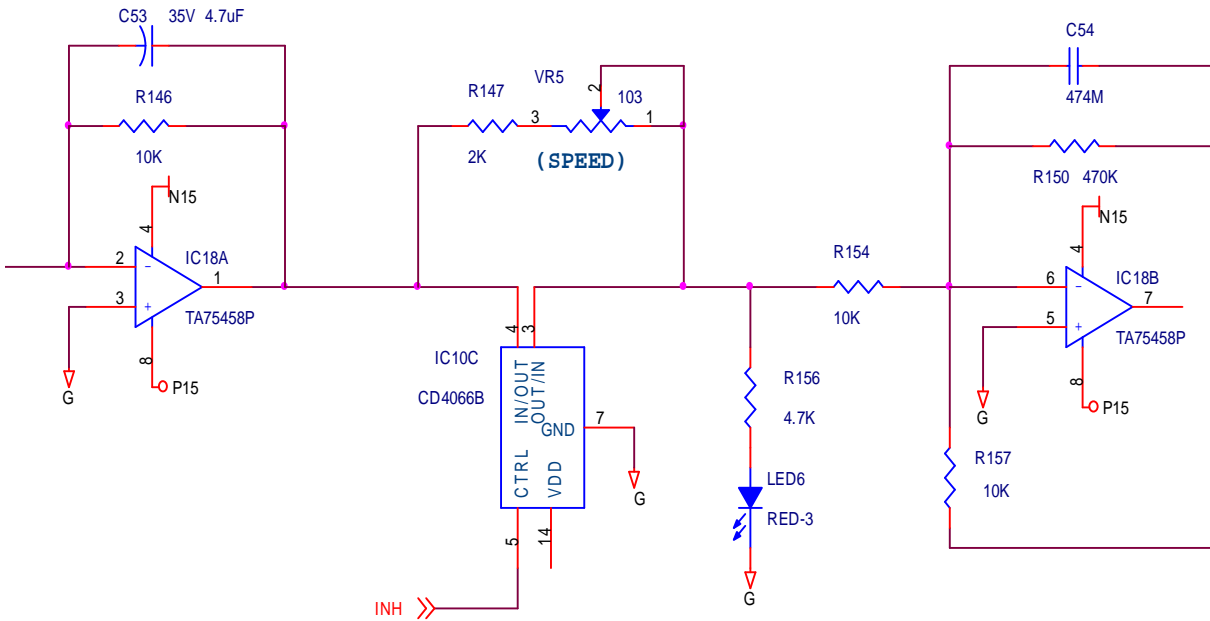 C53 35V 4.7uF
R146
10K
N15
4
2
IC18A
1
3
TA75458P
8
P15
G
VR5
R147
2
103
3
1
2K
(SPEED)
4
3
IC10C
CD4066B
IN/OUT
OUT/IN
GND
7
CTRL
VDD
G
5
14
INH
R154
10K
R156
4.7K
LED6
RED-3
G
C54
474M
R150 470K
N15
4
6
IC18B
7
5
TA75458P
8
P15
G
R157
10K